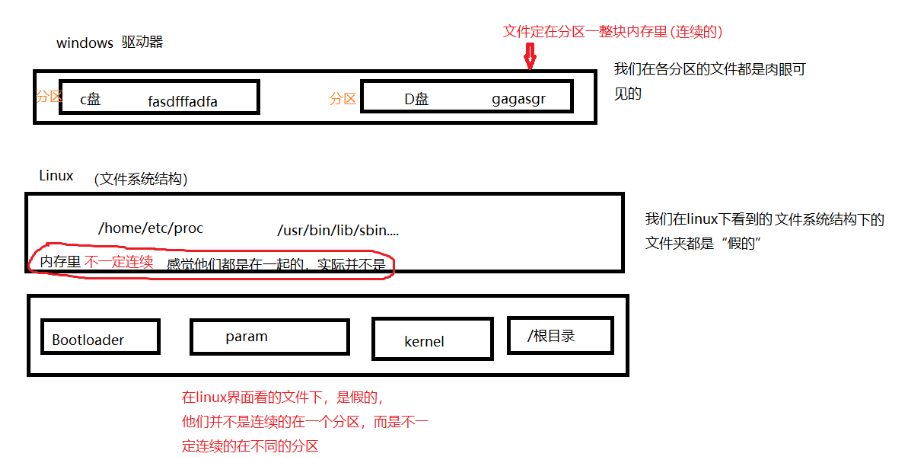 文件定在分区一整块内存里(连续的)
windows 驱动器
我们在各分区的文件都是肉眼可
见的
分区
c盘
fasdfffadfa
分区
D盘
gagasgr
Linux
(文件系统结构)
我们在linux下看到的 文件系统结构下的
文件夹都是“假的”
/home/etc/proc
/usr/bin/lib/sbin....
内存里 不一定连续 感觉他们都是在一起的，实际并不是
Bootloader
param
kernel
/根目录
在linux界面看的文件下，是假的，
他们并不是连续的在一个分区，而是不一
定连续的在不同的分区